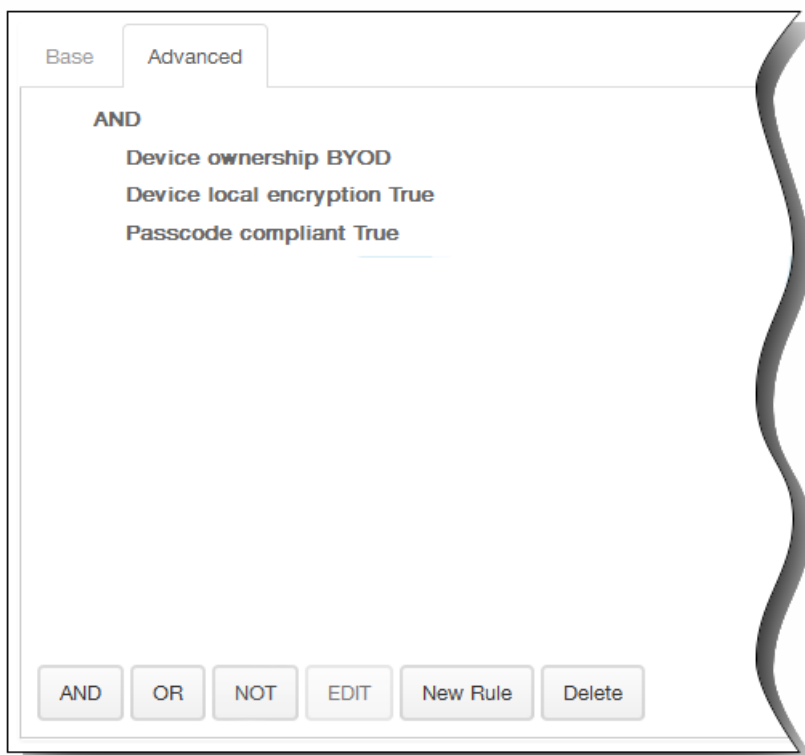 Base Advanced
AND
Device ownership BYOD
Device local encryption True
Passcode compliant True
AND OR NOT EDIT New Rule Delete